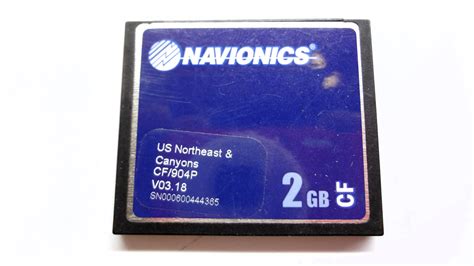 NAVIONICS®
US Northeast &
Canyons
CF/904P
V03.18
SN000600444365
2 GB
CF